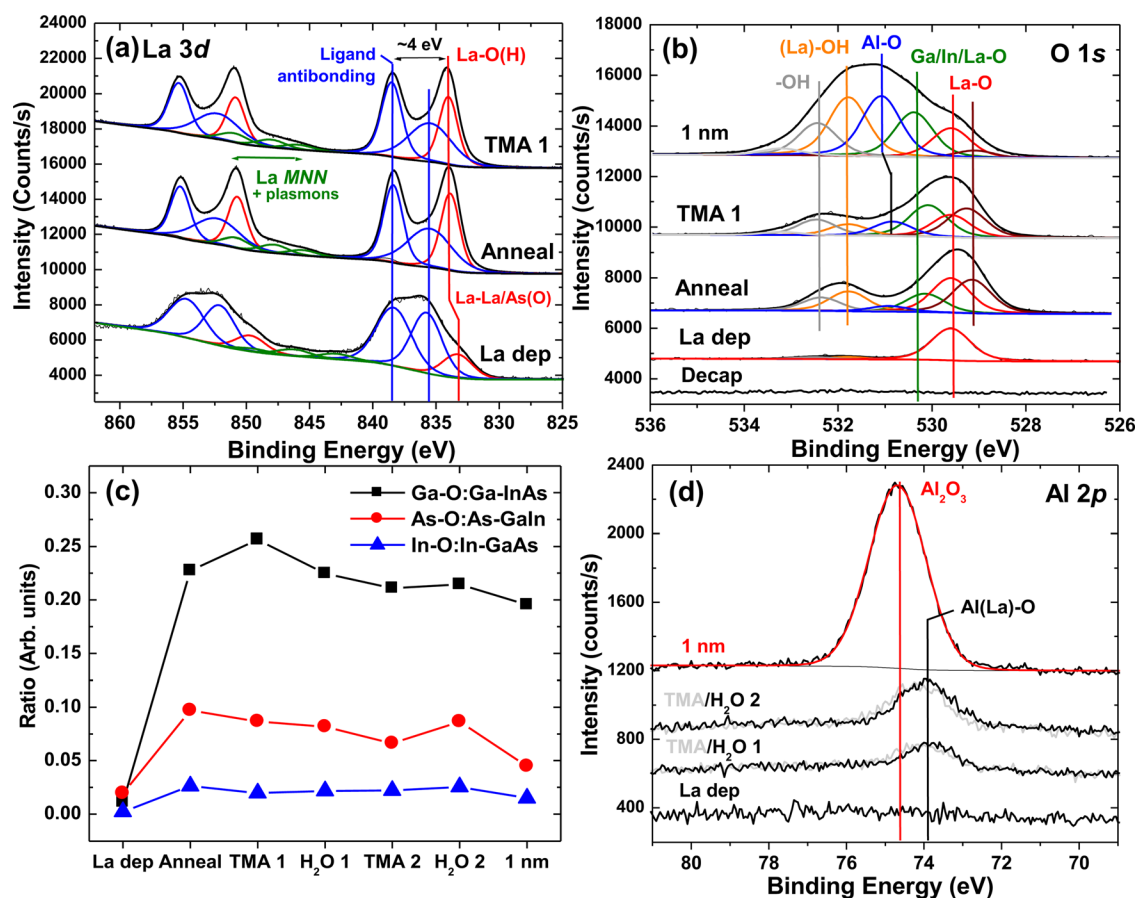 (a) La 3d
24000
22000
20000
18000
16000
14000
12000
10000
8000
6000
4000
Intensity (Counts/s)
~4 eV
Ligand
antibonding
La-O(H)
TMA 1
La MNN
+ plasmons
Anneal
La-La/As(O)
La dep
860 855 850 845 840 835 830 825
Binding Energy (eV)
(b)
O 1s
18000
16000
14000
12000
10000
8000
6000
4000
Intensity (Counts/s)
(La)-OH
Al-O
Ga/In/La-O
-OH
La-O
1 nm
TMA 1
Anneal
La dep
Decap
536 534 532 530 528 526
Binding Energy (eV)
(c)
0.30
0.25
0.20
0.15
0.10
0.05
0.00
Ratio (Arb. units)
Ga-O:Ga-InAs
As-O:As-GaIn
In-O:In-GaAs
La dep Anneal TMA 1 H2O 1 TMA 2 H2O 2 1 nm
(d)
Al 2p
2400
2000
1600
1200
800
400
Intensity (counts/s)
Al2O3
Al(La)-O
1 nm
TMA/H2O 2
TMA/H2O 1
La dep
80 78 76 74 72 70
Binding Energy (eV)